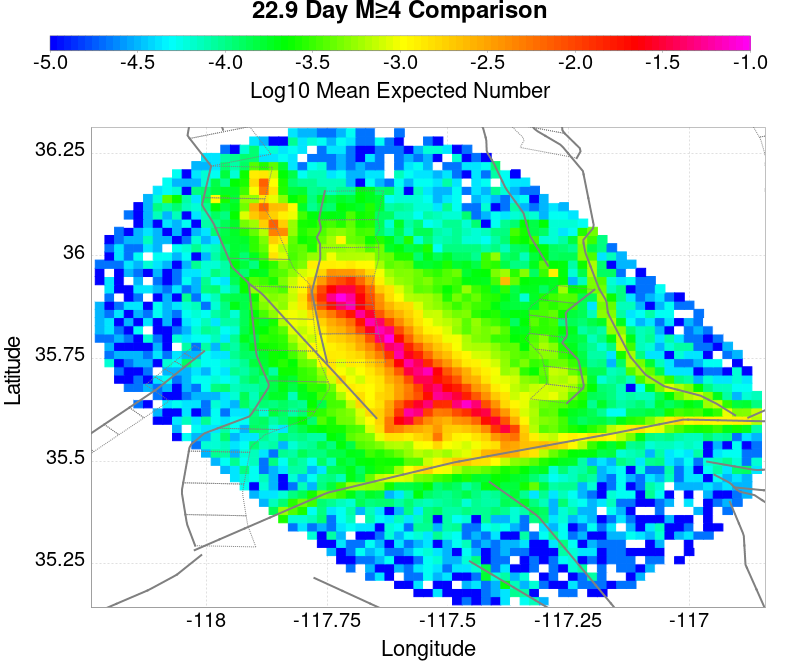 22.9 Day M≥4 Comparison
-5.0 -4.5 -4.0 -3.5 -3.0 -2.5 -2.0 -1.5 -1.0
Log10 Mean Expected Number
36.25
36
35.75
35.5
35.25
Latitude
-118 -117.75 -117.5 -117.25 -117
Longitude